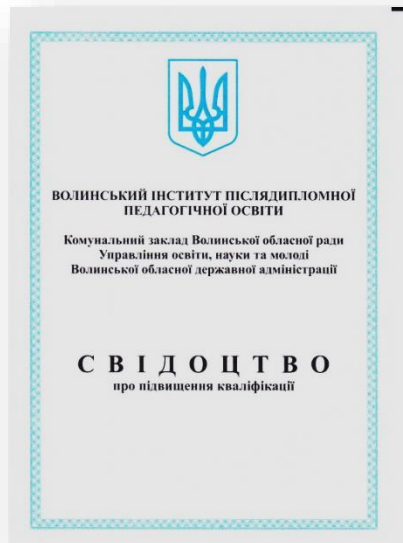 ВОЛИНСЬКИЙ ІНСТИТУТ ПІСЛЯДИПЛОМНОЇ
ПЕДАГОГІЧНОЇ ОСВІТИ
Комунальний заклад Волинської обласної ради
Управління освіти, науки та молоді
Волинської обласної державної адміністрації
СВІДОЦТВО
про підвищення кваліфікації